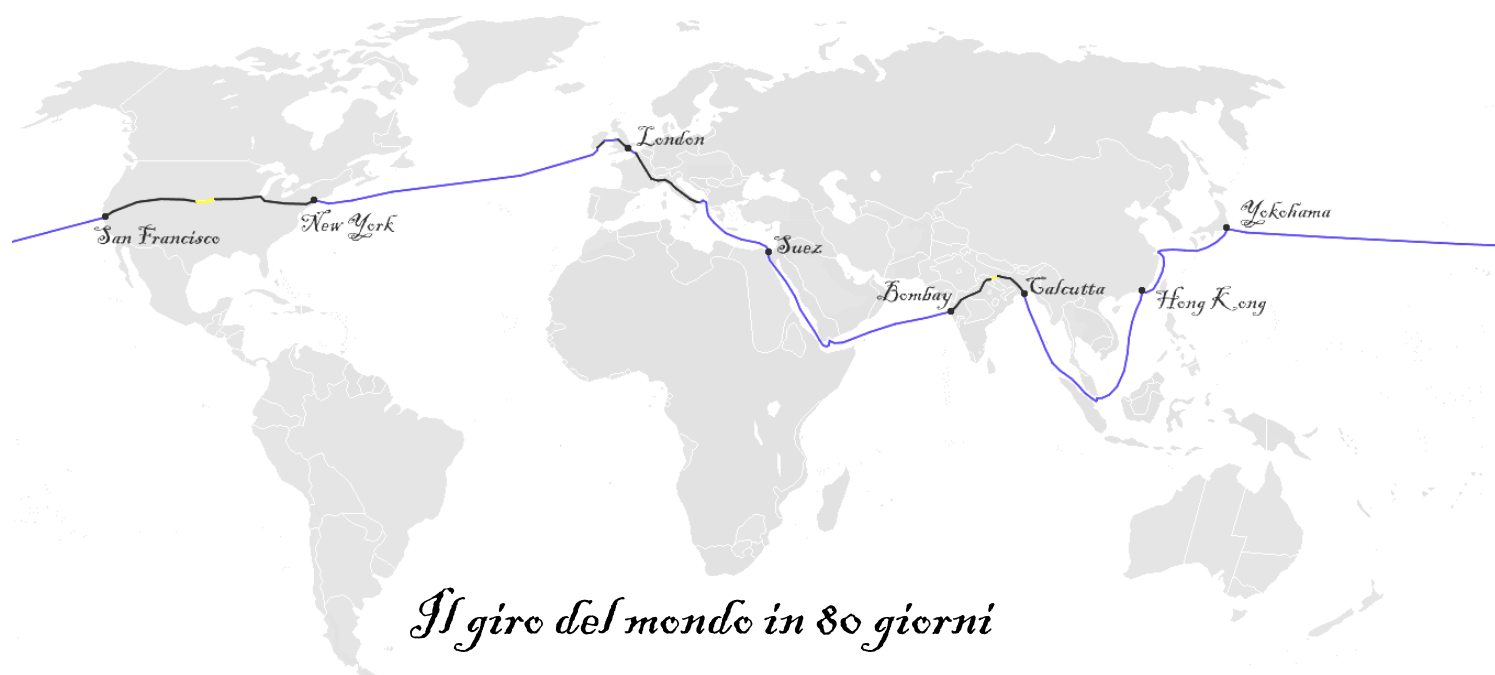 London
San Francisco
New York
Suez
Yokohama
Bombay
Calcutta
Hong Kong
Il giro del mondo in 80 giorni